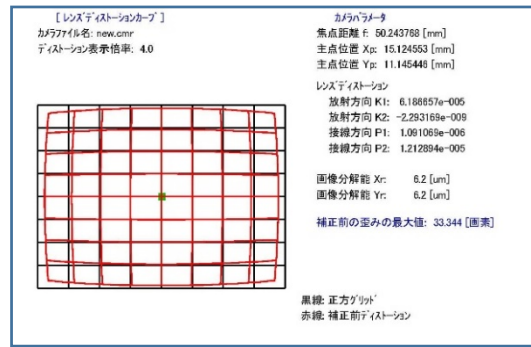 [ レンズディストーションカーブ ]
カメラファイル名: new.cmr
ディストーション表示倍率: 4.0
カメラパラメータ
焦点距離 f: 50.243768 [mm]
主点位置 Xp: 15.124553 [mm]
主点位置 Yp: 11.145446 [mm]
レンズディストーション
放射方向 K1: 6.186657e-005
放射方向 K2: -2.293169e-009
接線方向 P1: 1.091069e-006
接線方向 P2: 1.212894e-005
画像分解能 Xr: 6.2 [um]
画像分解能 Yr: 6.2 [um]
補正前の歪みの最大値: 33.344 [画素]
黒線: 正方グリッド
赤線: 補正前ディストーション